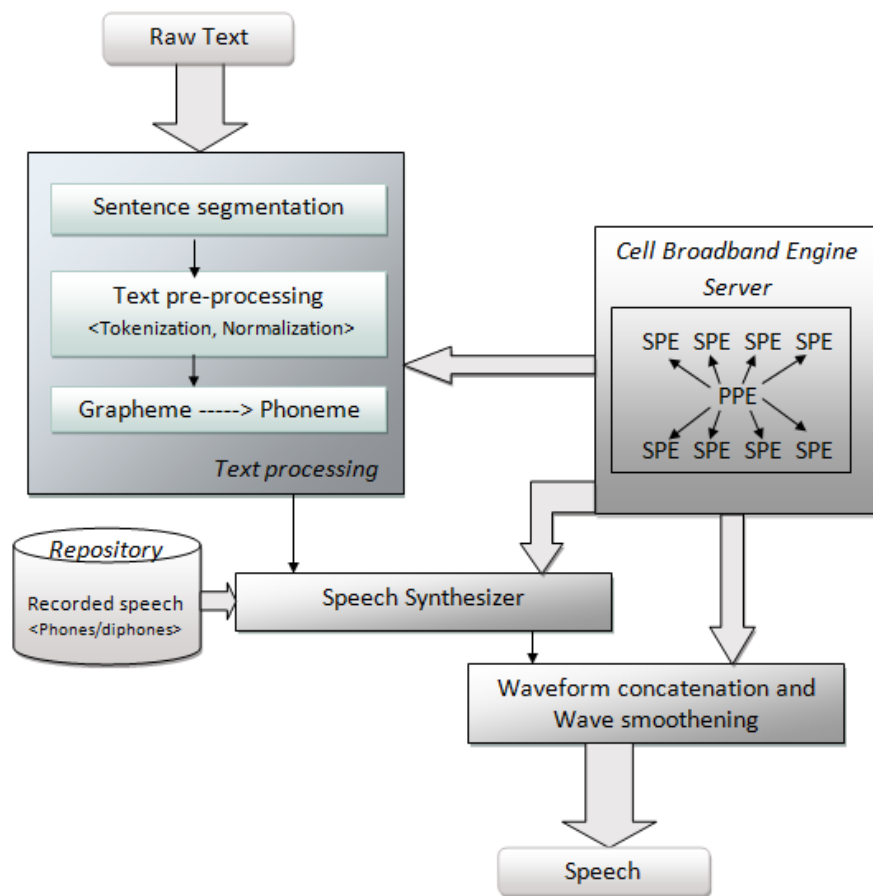 Raw Text
Sentence segmentation
Text pre-processing
<Tokenization, Normalization>
Grapheme -----> Phoneme
Text processing
Cell Broadband Engine
Server
SPE SPE SPE SPE
PPE
SPE SPE SPE SPE
Repository
Recorded speech
<Phones/diphones>
Speech Synthesizer
Waveform concatenation and
Wave smoothening
Speech